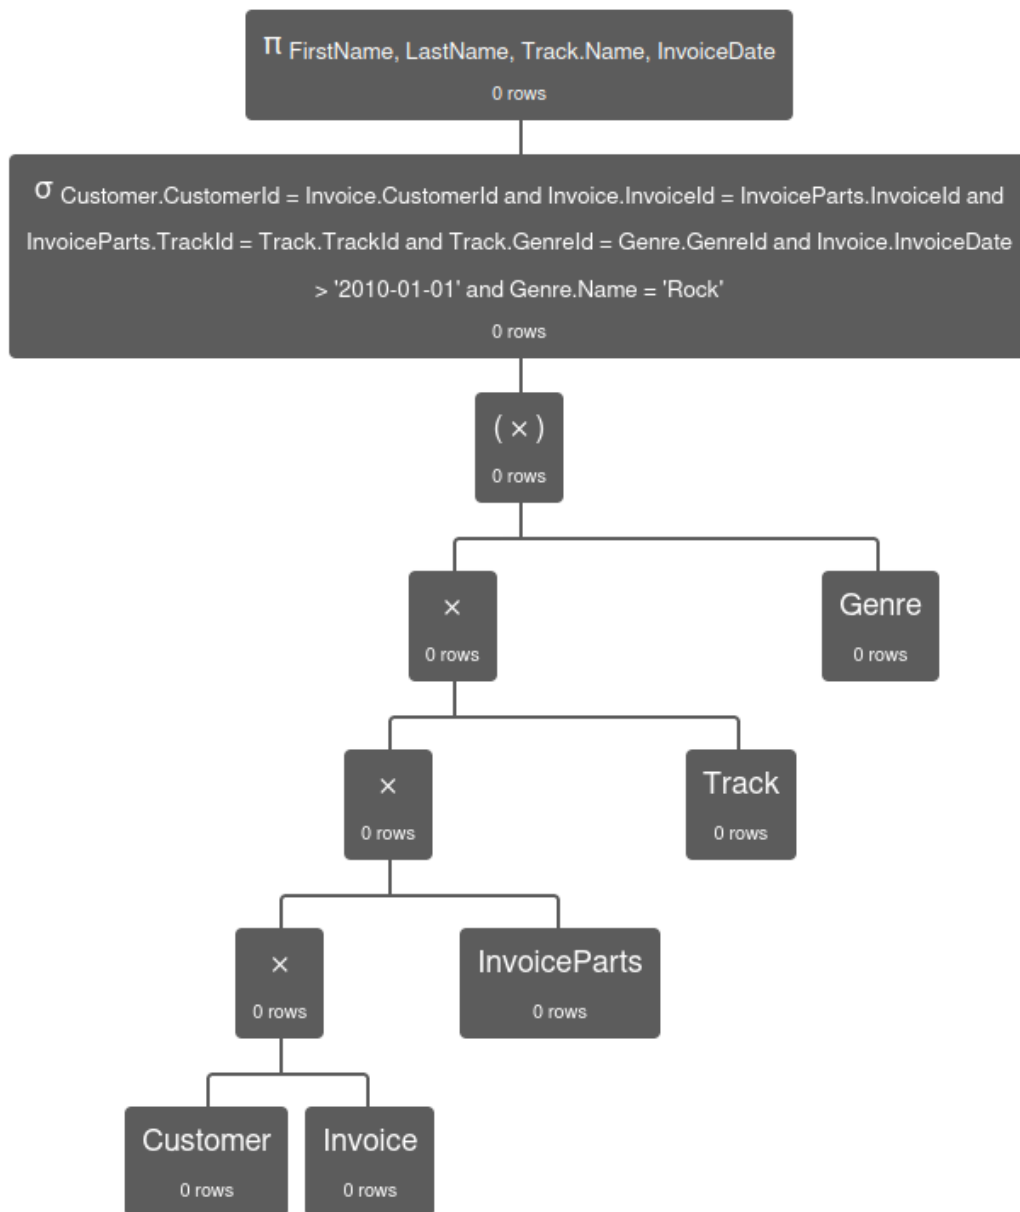 π FirstName, LastName, Track.Name, InvoiceDate
0 rows
σ Customer.CustomerId = Invoice.CustomerId and Invoice.InvoiceId = InvoiceParts.InvoiceId and
InvoiceParts.TrackId = Track.TrackId and Track.GenreId = Genre.GenreId and Invoice.InvoiceDate
> '2010-01-01' and Genre.Name = 'Rock'
0 rows
( × )
0 rows
×
0 rows
Genre
0 rows
×
0 rows
Track
0 rows
×
0 rows
InvoiceParts
0 rows
Customer
0 rows
Invoice
0 rows